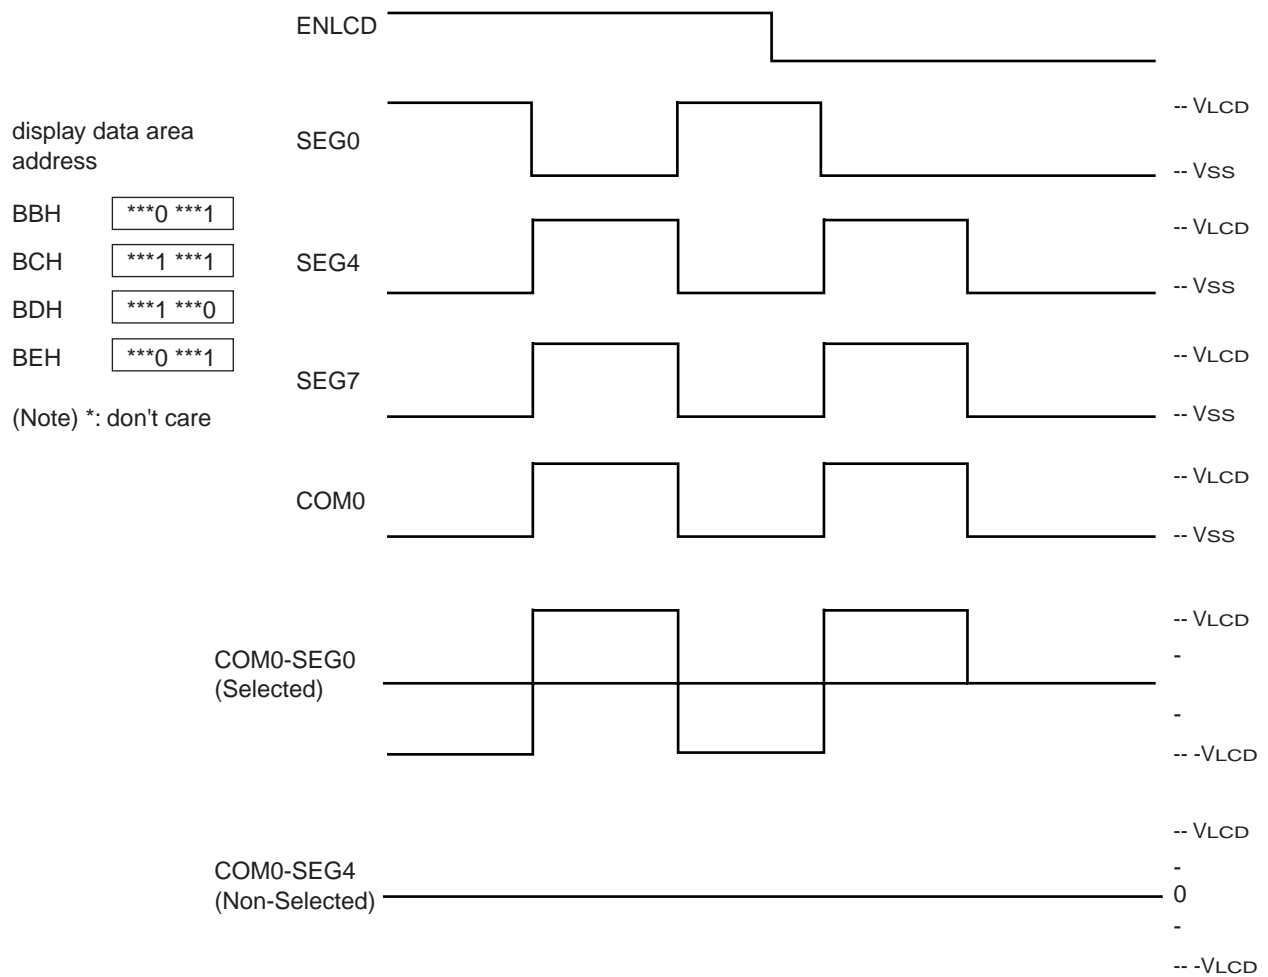 ENLCD
display data area
address
BBH ***0 ***1
BCH ***1 ***1
BDH ***1 ***0
BEH ***0 ***1
(Note) *: don't care
SEG0
-- VLCD
-- VSS
SEG4
-- VLCD
-- VSS
SEG7
-- VLCD
-- VSS
COM0
-- VLCD
-- VSS
COM0-SEG0
(Selected)
-- VLCD
-
-
-- -VLCD
COM0-SEG4
(Non-Selected)
-- VLCD
-
0
-
-- -VLCD